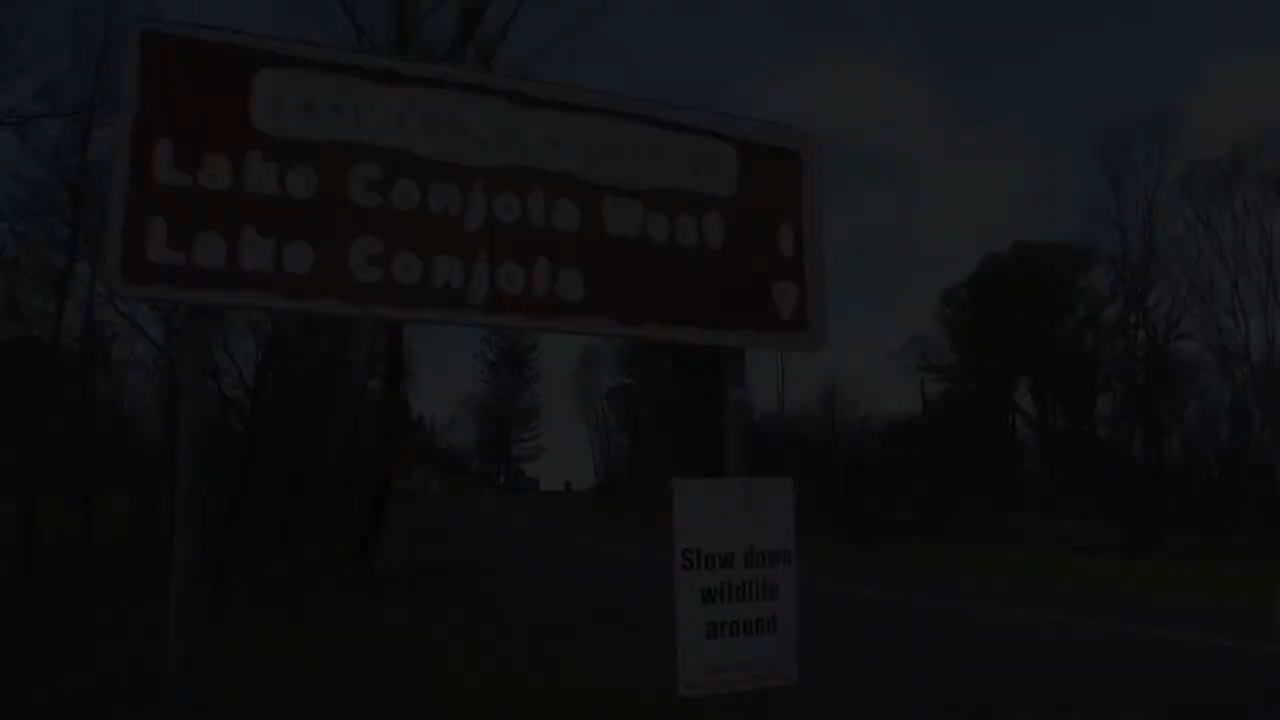 Lake Conjola West
Lake Conjola
Slow down
wildlife
around